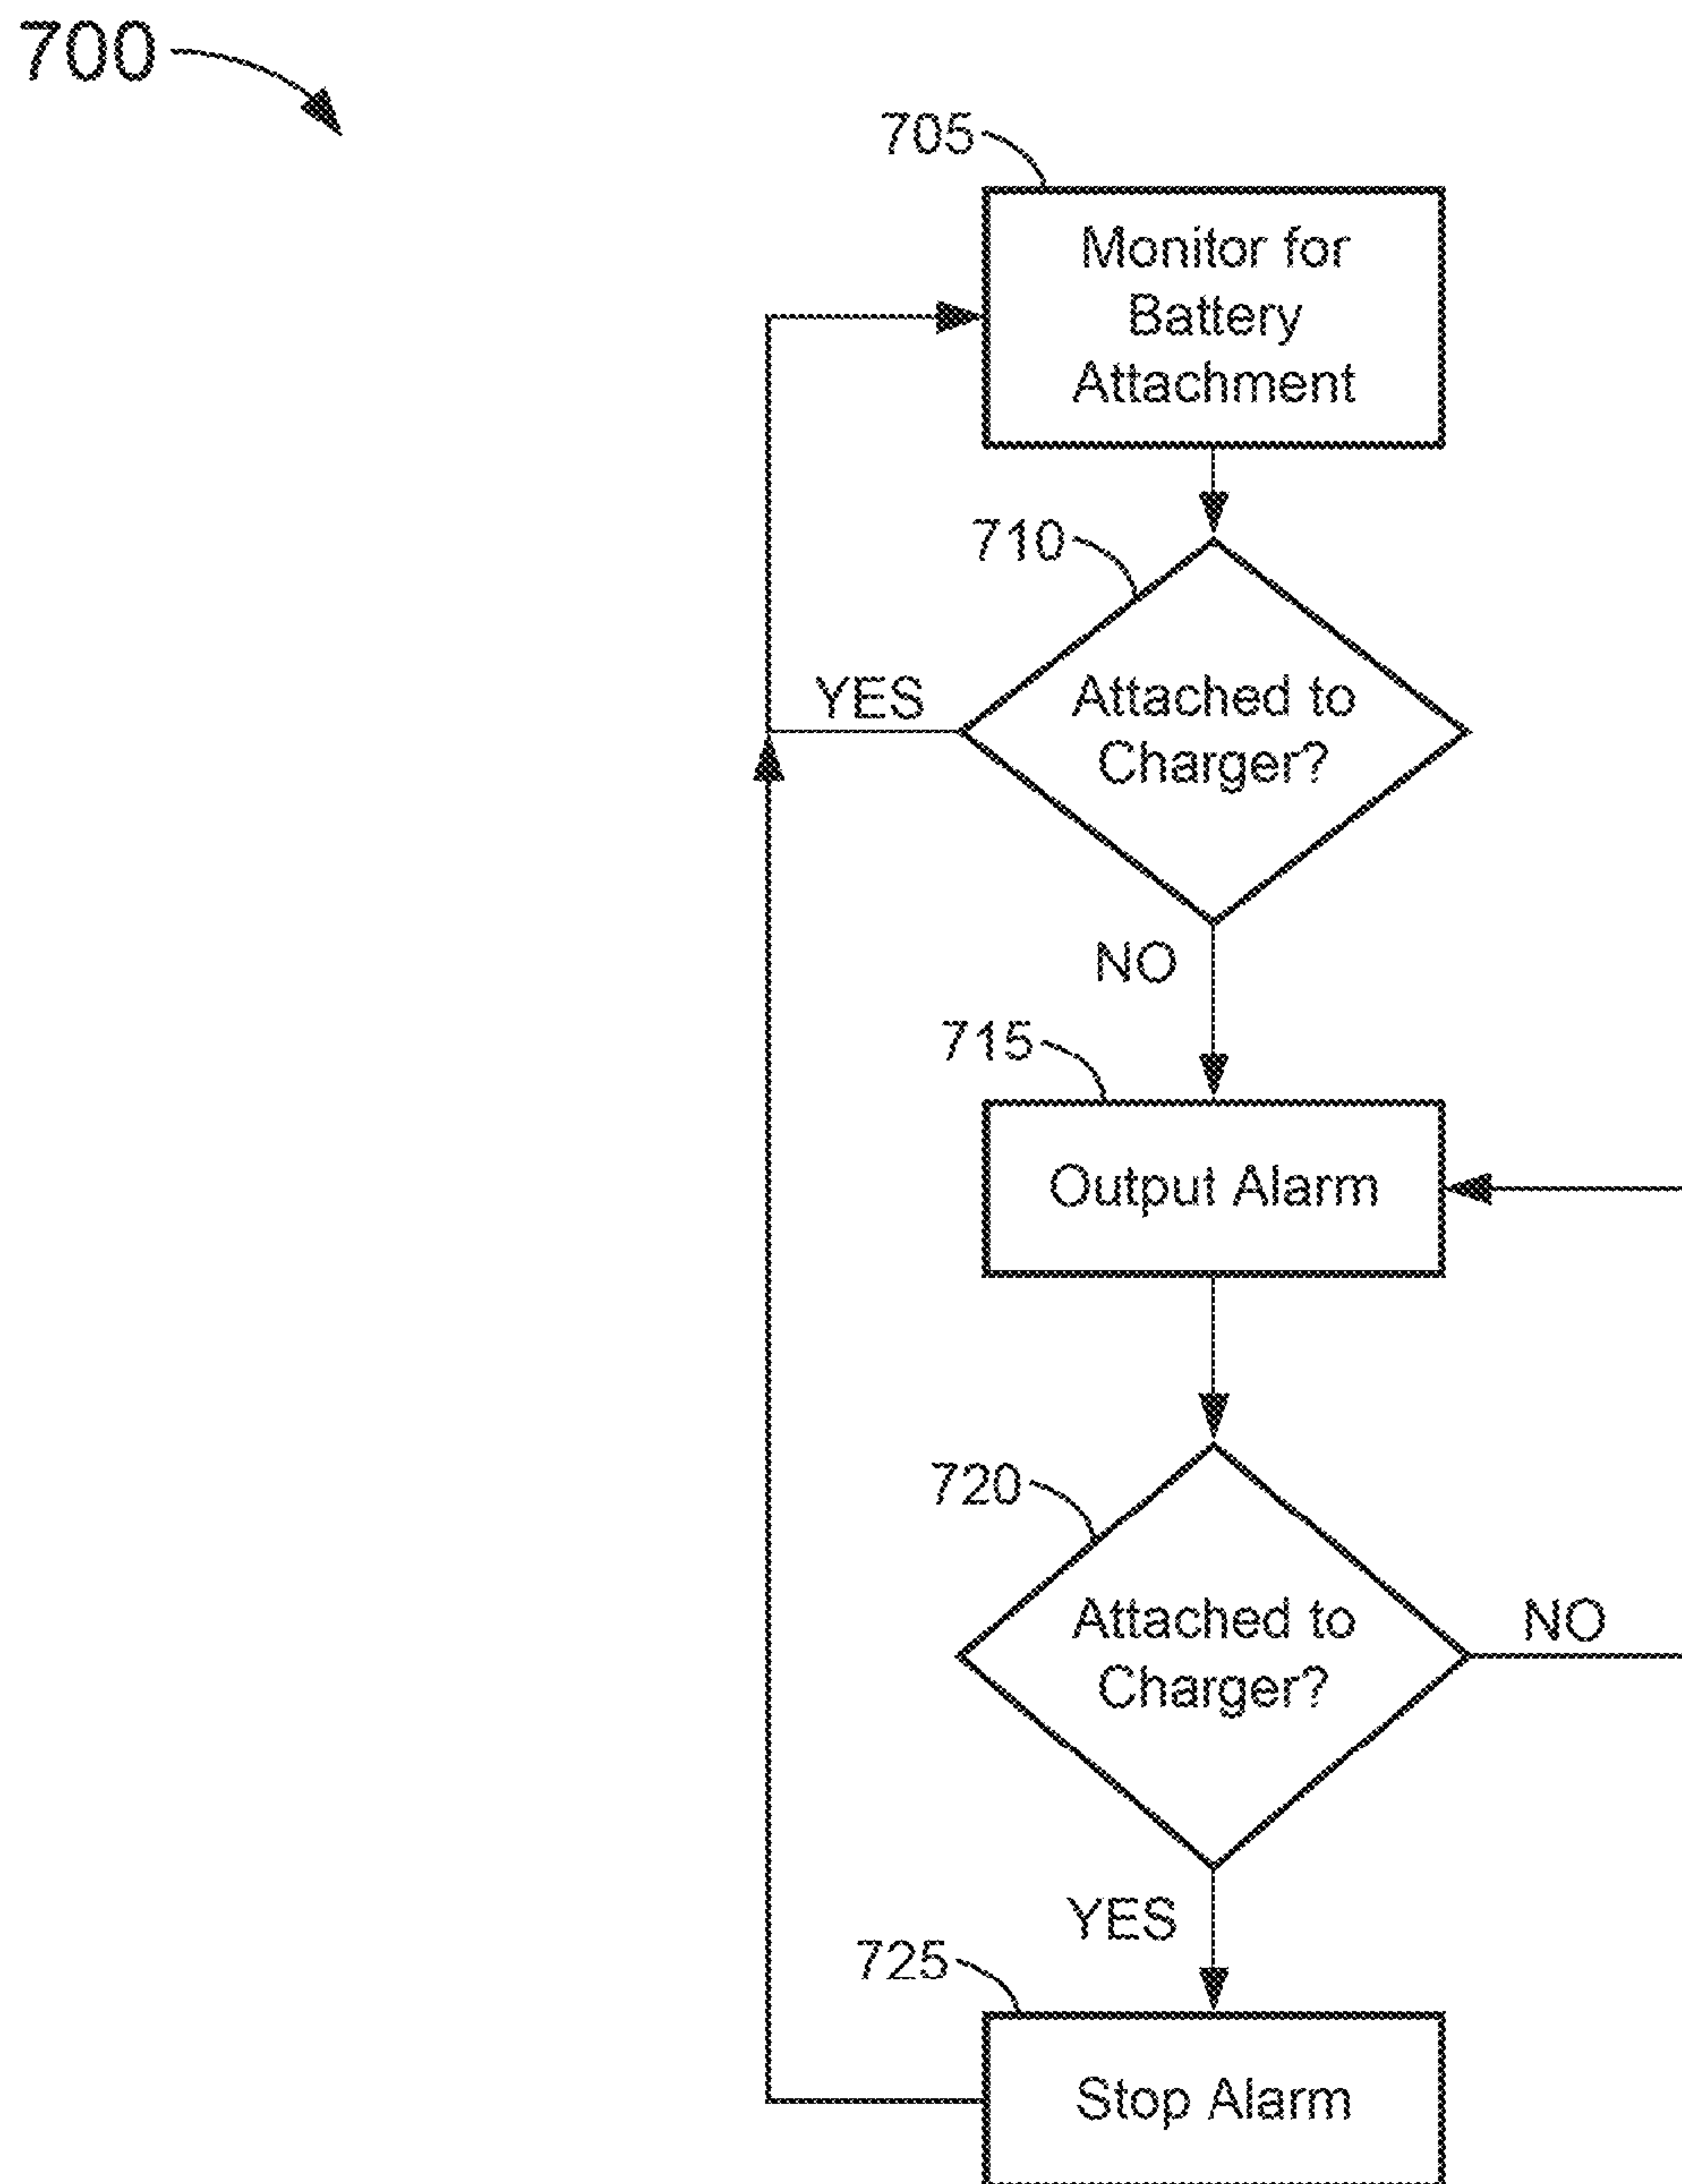 700
705
Monitor for
Battery
Attachment
710
YES
Attached to
Charger?
NO
715
Output Alarm
720
Attached to
Charger?
NO
YES
725
Stop Alarm